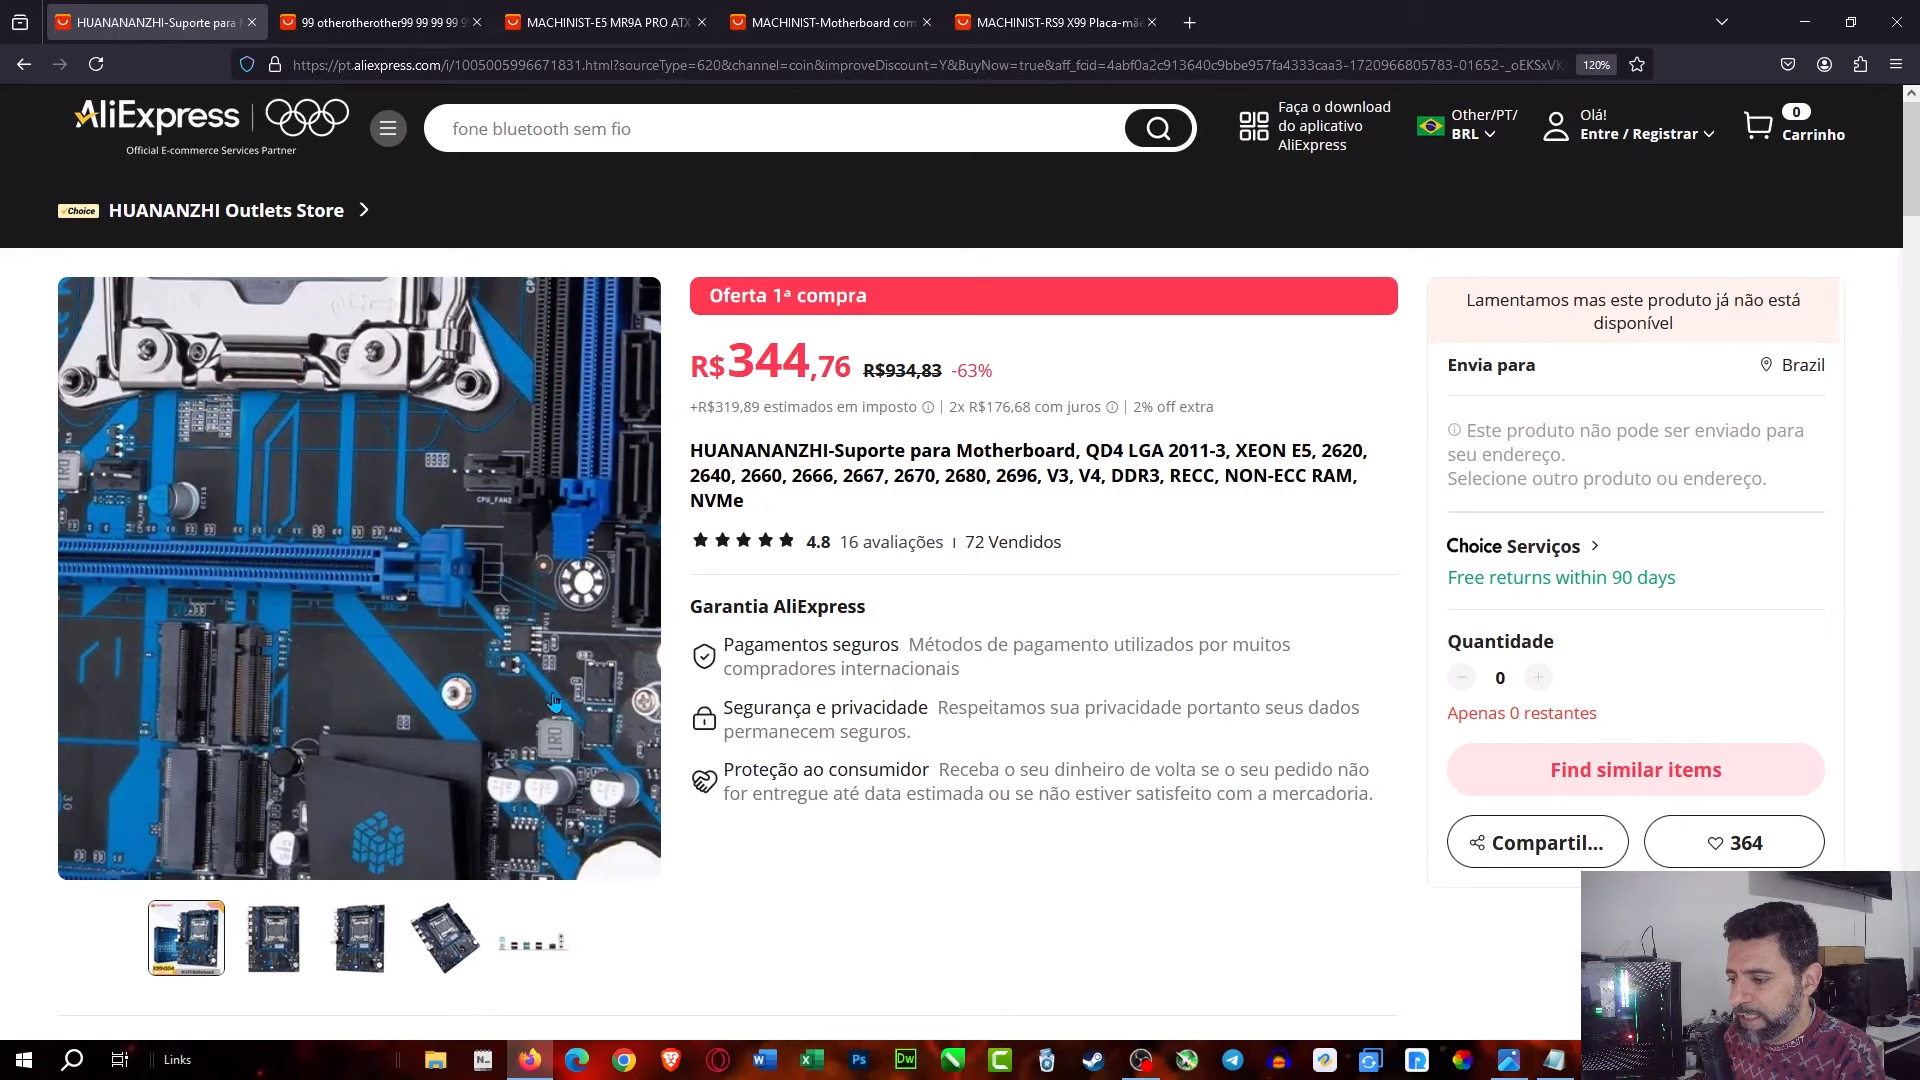 HUANANANZHI-Suporte para
99 otherotherother99 99 99 99
MACHINIST-E5 MR9A PRO ATX
MACHINIST-Motherboard com
MACHINIST-RS9 X99 Placa-mãe
https://pt.aliexpress.com/i/1005005996671831.html?sourceType=620&channel=coin&improveDiscount=Y&BuyNow=true&aff_fcid=4abf0a2c913640c9bbe957fa4333caa3-1720966805783-01652-_oEKSxVK
120%
AliExpress
Official E-commerce Services Partner
fone bluetooth sem fio
Faça o download
do aplicativo
AliExpress
Other/PT/
BRL
Olá!
Entre / Registrar
0
Carrinho
Choice HUANANZHI Outlets Store
Oferta 1ª compra
R$344,76 R$934,83 -63%
+R$319,89 estimados em imposto | 2x R$176,68 com juros | 2% off extra
HUANANANZHI-Suporte para Motherboard, QD4 LGA 2011-3, XEON E5, 2620,
2640, 2660, 2666, 2667, 2670, 2680, 2696, V3, V4, DDR3, RECC, NON-ECC RAM,
NVMe
4.8 16 avaliações | 72 Vendidos
Garantia AliExpress
Pagamentos seguros Métodos de pagamento utilizados por muitos
compradores internacionais
Segurança e privacidade Respeitamos sua privacidade portanto seus dados
permanecem seguros.
Proteção ao consumidor Receba o seu dinheiro de volta se o seu pedido não
for entregue até data estimada ou se não estiver satisfeito com a mercadoria.
Lamentamos mas este produto já não está
disponível
Envia para Brazil
Este produto não pode ser enviado para
seu endereço.
Selecione outro produto ou endereço.
Choice Serviços
Free returns within 90 days
Quantidade
0
Apenas 0 restantes
Find similar items
Compartil...
364
CPU_FAN2
1R0
Links